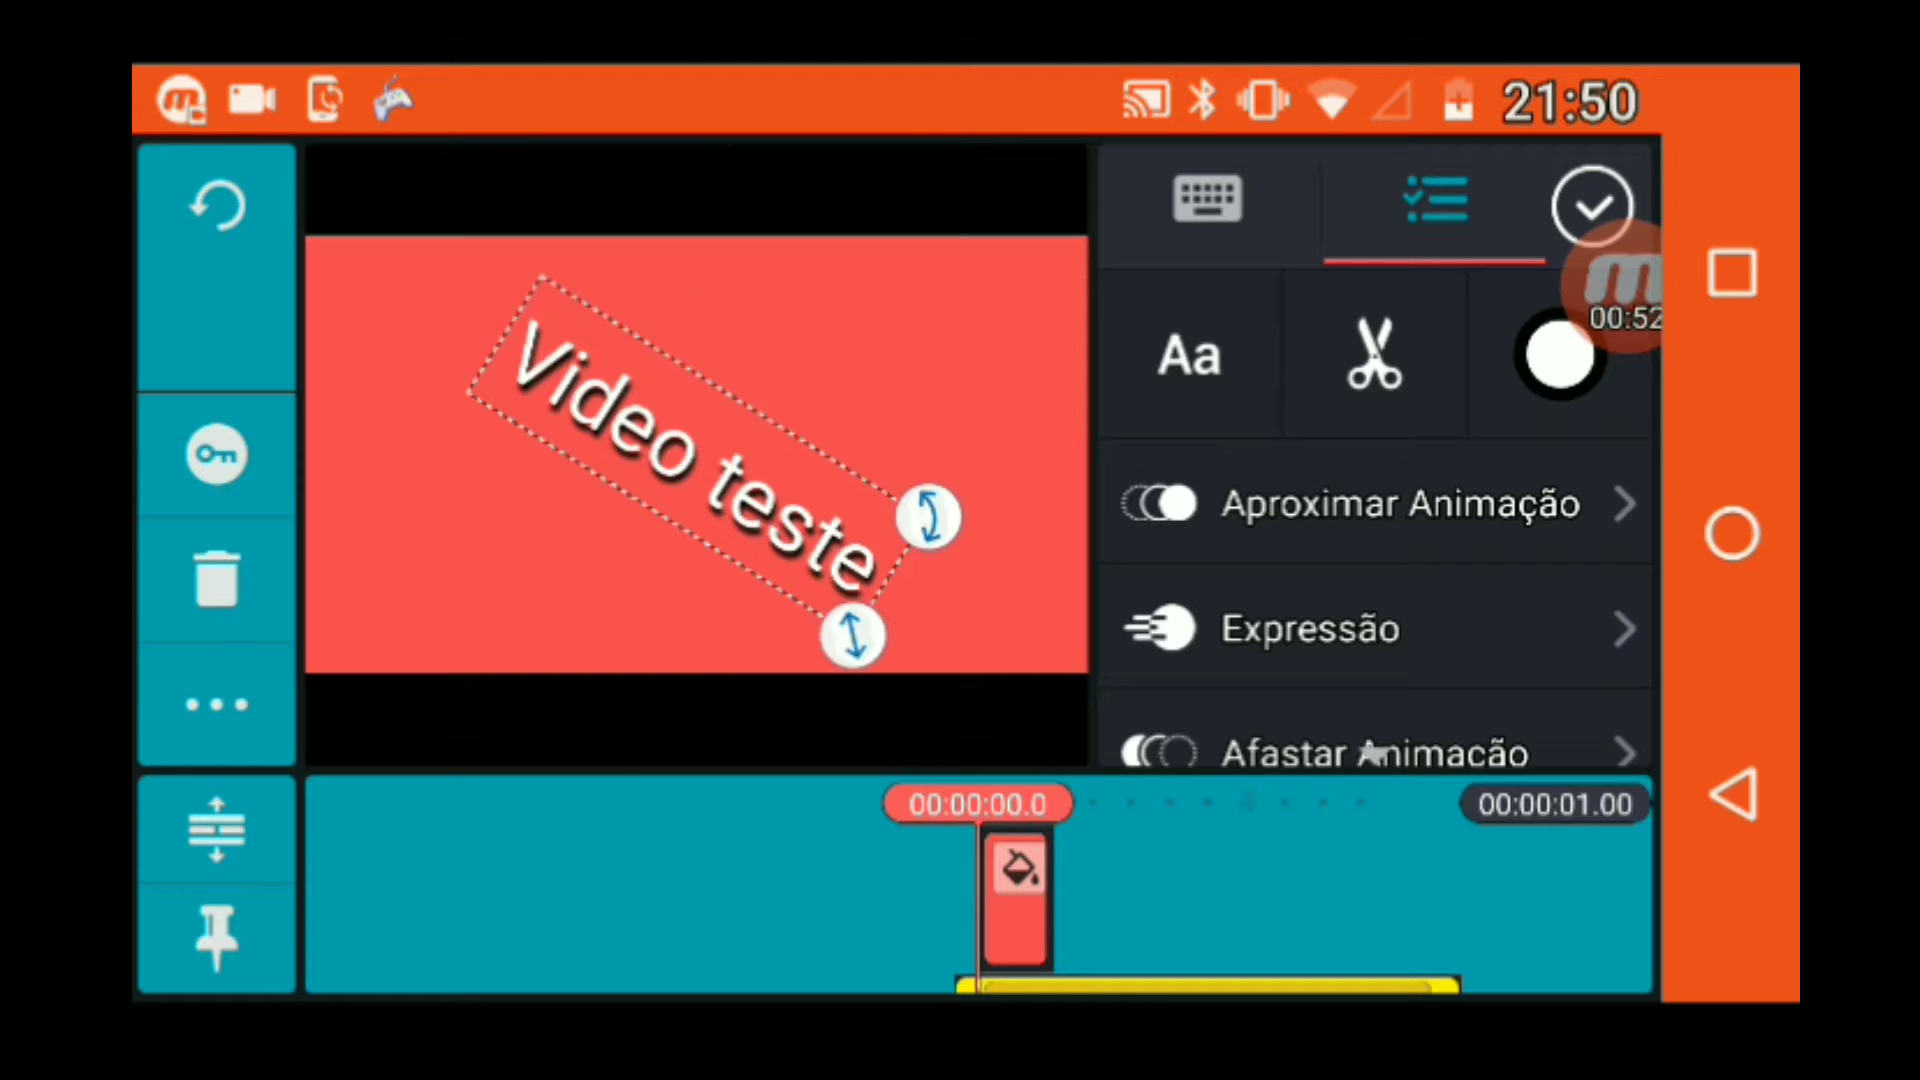 21:50
00:52
Aa
Aproximar Animação
Video teste
Expressão
Afastar Animação
00:00:00.0
00:00:01.00